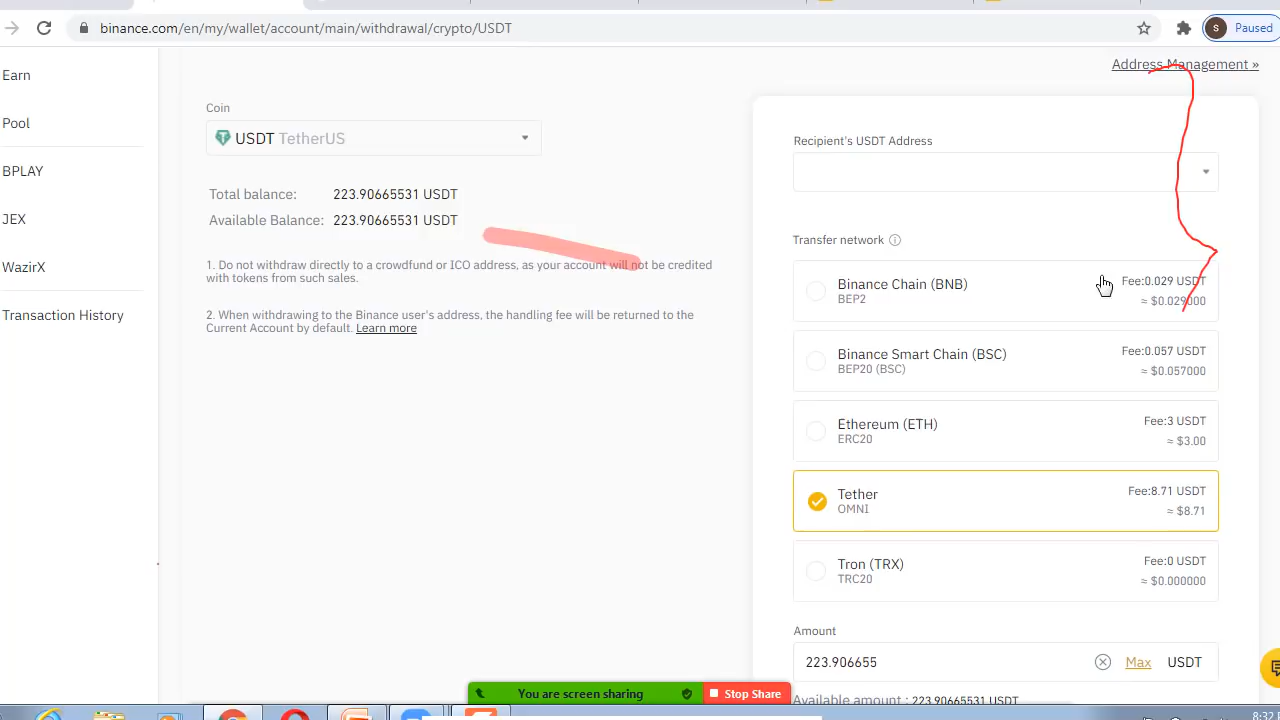 binance.com/en/my/wallet/account/main/withdrawal/crypto/USDT
S
Paused
Earn
Pool
BPLAY
JEX
WazirX
Transaction History
Address Management »
Coin
USDT TetherUS
Total balance: 223.90665531 USDT
Available Balance: 223.90665531 USDT
1. Do not withdraw directly to a crowdfund or ICO address, as your account will not be credited
with tokens from such sales.
2. When withdrawing to the Binance user's address, the handling fee will be returned to the
Current Account by default. Learn more
Recipient's USDT Address
Transfer network
Binance Chain (BNB)
BEP2
Fee:0.029 USDT
≈ $0.029000
Binance Smart Chain (BSC)
BEP20 (BSC)
Fee:0.057 USDT
≈ $0.057000
Ethereum (ETH)
ERC20
Fee:3 USDT
≈ $3.00
Tether
OMNI
Fee:8.71 USDT
≈ $8.71
Tron (TRX)
TRC20
Fee:0 USDT
≈ $0.000000
Amount
223.906655
Max USDT
Available amount : 223.90665531 USDT
You are screen sharing
Stop Share
8:32